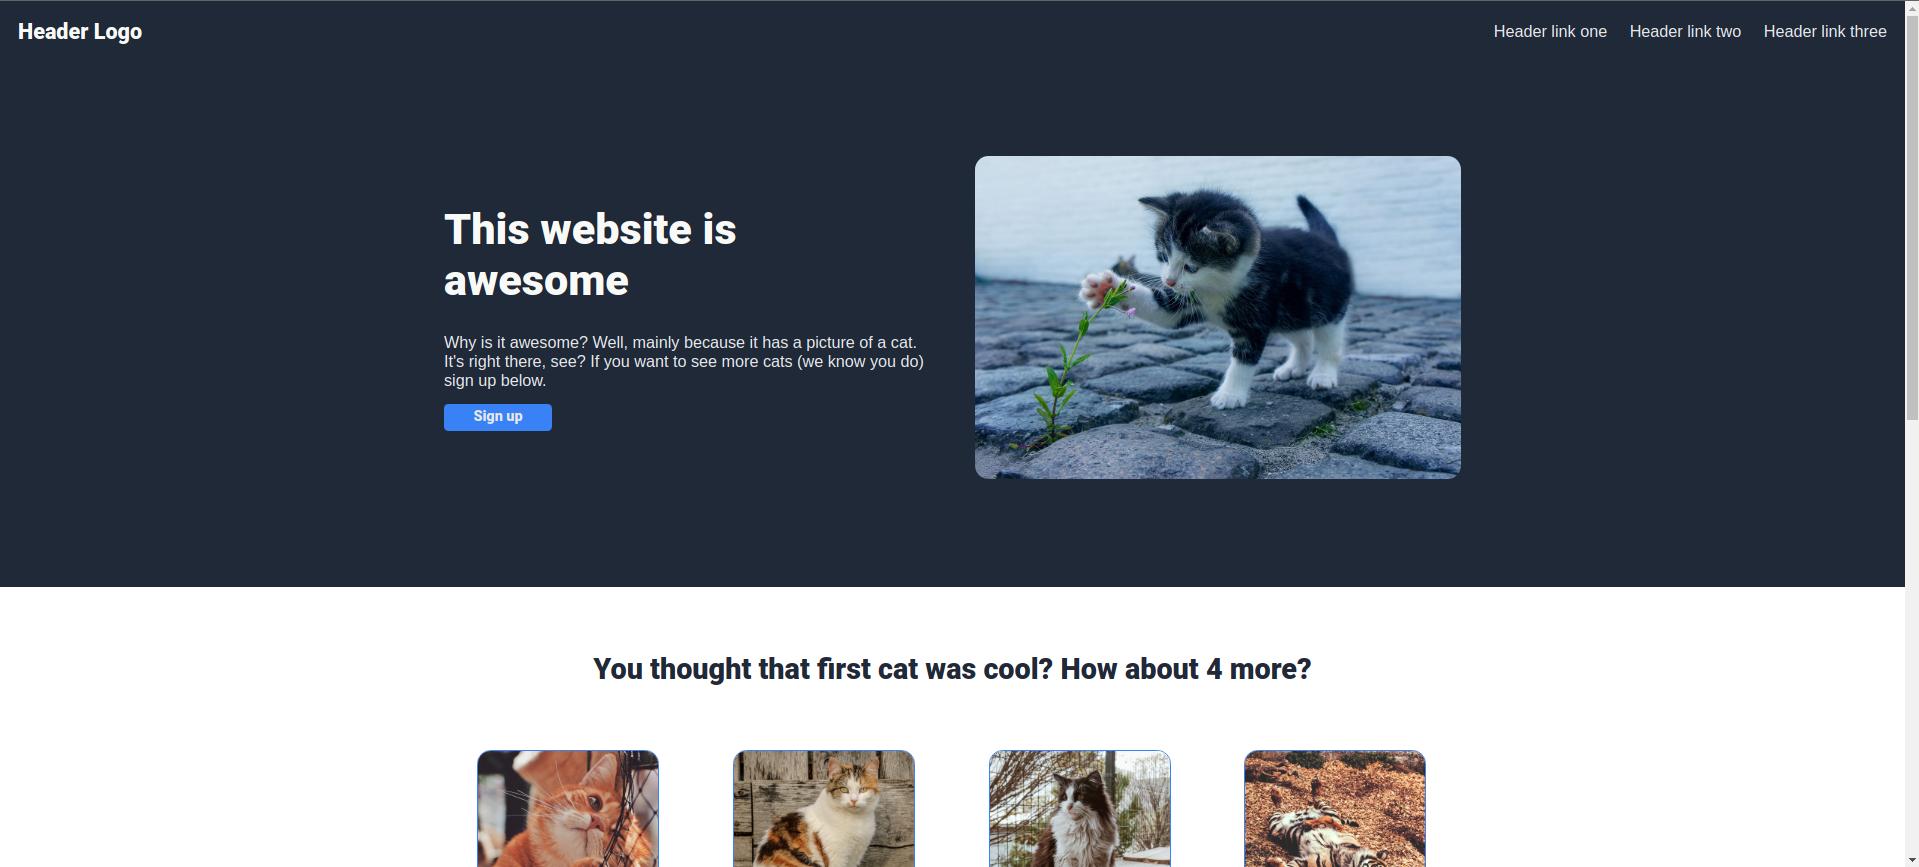 Header Logo
Header link one
Header link two
Header link three
This website is
awesome
Why is it awesome? Well, mainly because it has a picture of a cat.
It's right there, see? If you want to see more cats (we know you do)
sign up below.
Sign up
You thought that first cat was cool? How about 4 more?